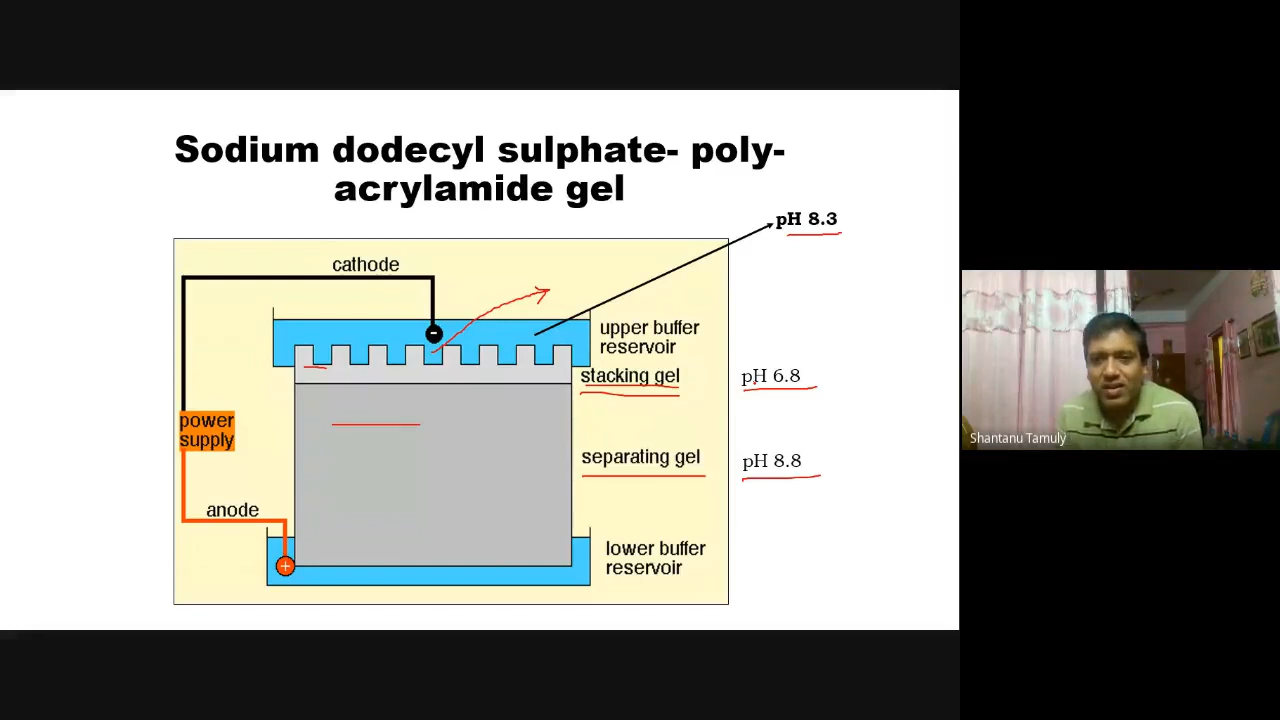 Sodium dodecyl sulphate- poly-
acrylamide gel
pH 8.3
cathode
-
upper buffer
reservoir
stacking gel
pH 6.8
power
supply
separating gel
pH 8.8
anode
+
lower buffer
reservoir
Shantanu Tamuly